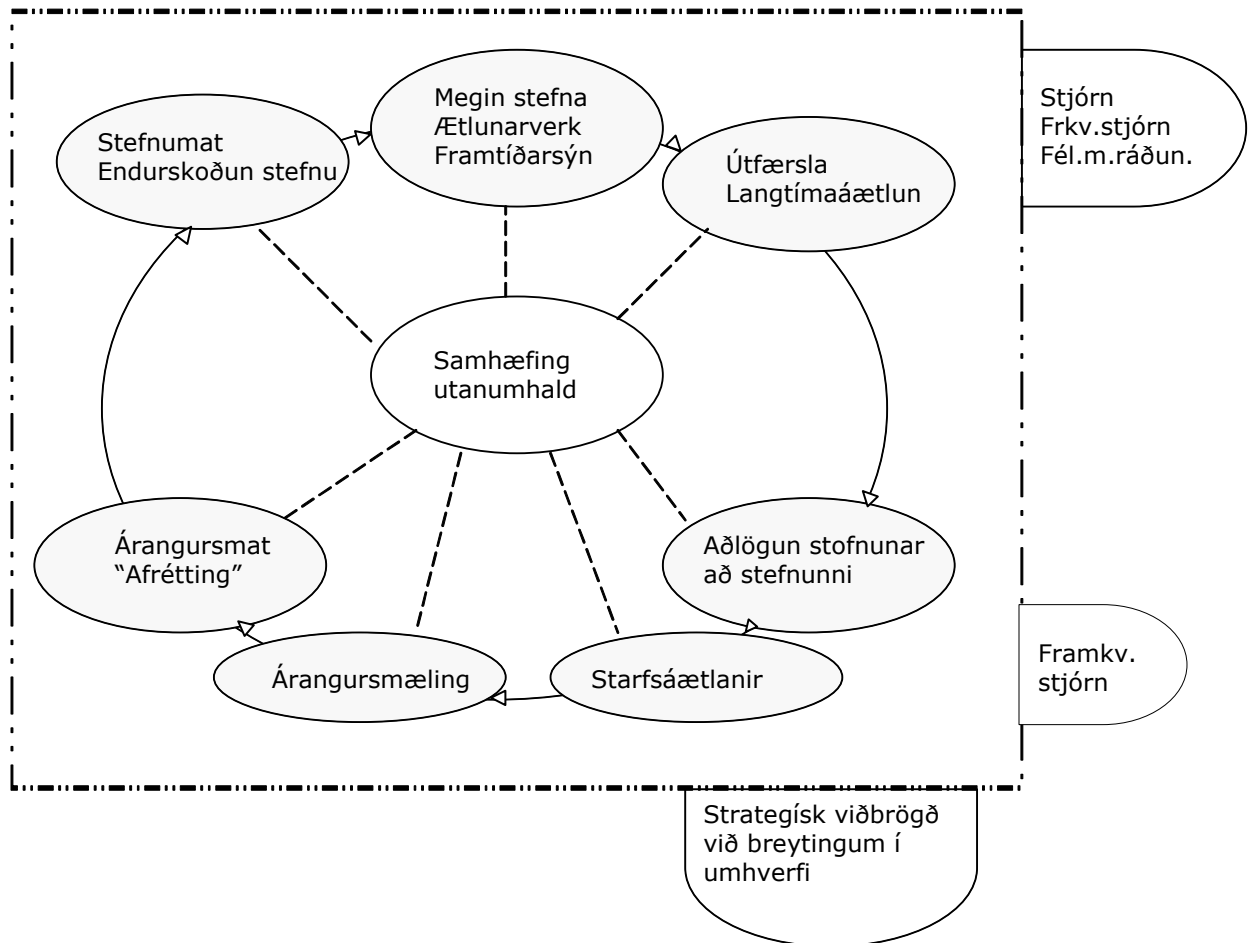 Megin stefna
Ætlunarverk
Framtíðarsýn
Stjórn
Frkv.stjórn
Fél.m.ráðun.
Stefnumat
Endurskoðun stefnu
Útfærsla
Langtímaáætlun
Samhæfing
utanumhald
Árangursmat
“Afrétting”
Aðlögun stofnunar
að stefnunni
Framkv.
stjórn
Árangursmæling
Starfsáætlanir
Strategísk viðbrögð
við breytingum í
umhverfi